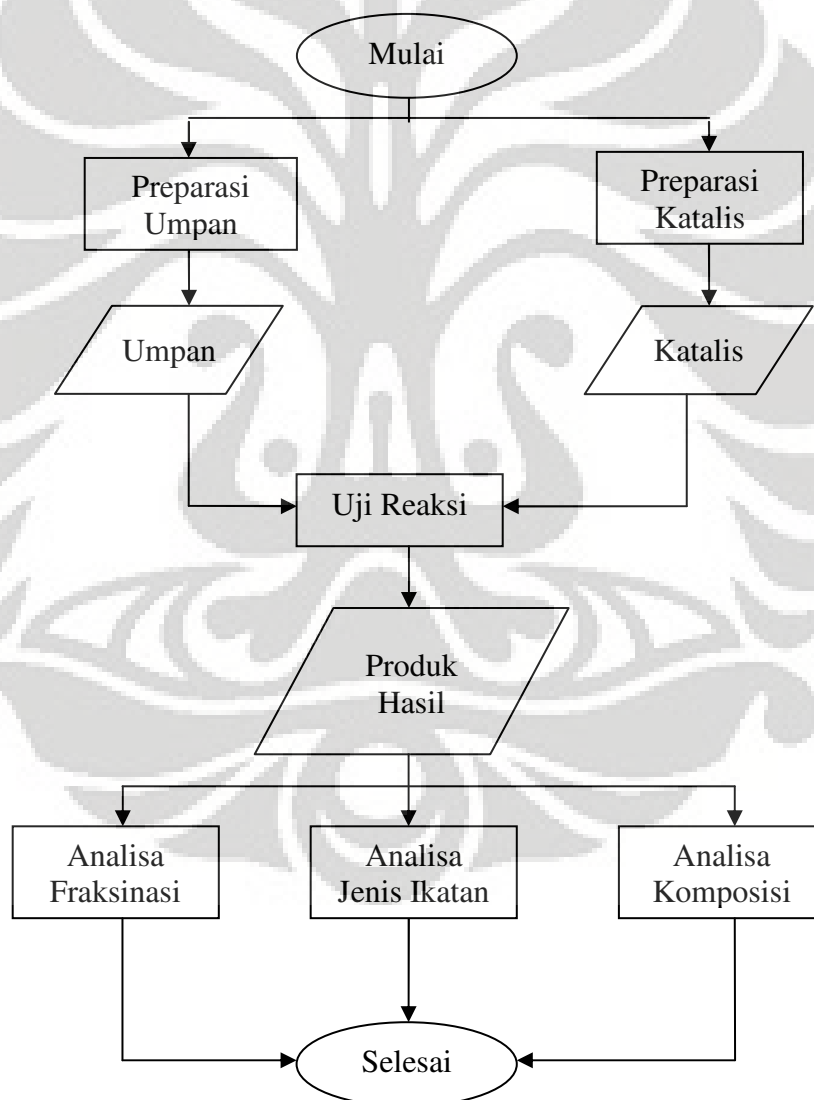 Mulai
Preparasi
Umpan
Preparasi
Katalis
Umpan
Katalis
Uji Reaksi
Produk
Hasil
Analisa
Fraksinasi
Analisa
Jenis Ikatan
Analisa
Komposisi
Selesai